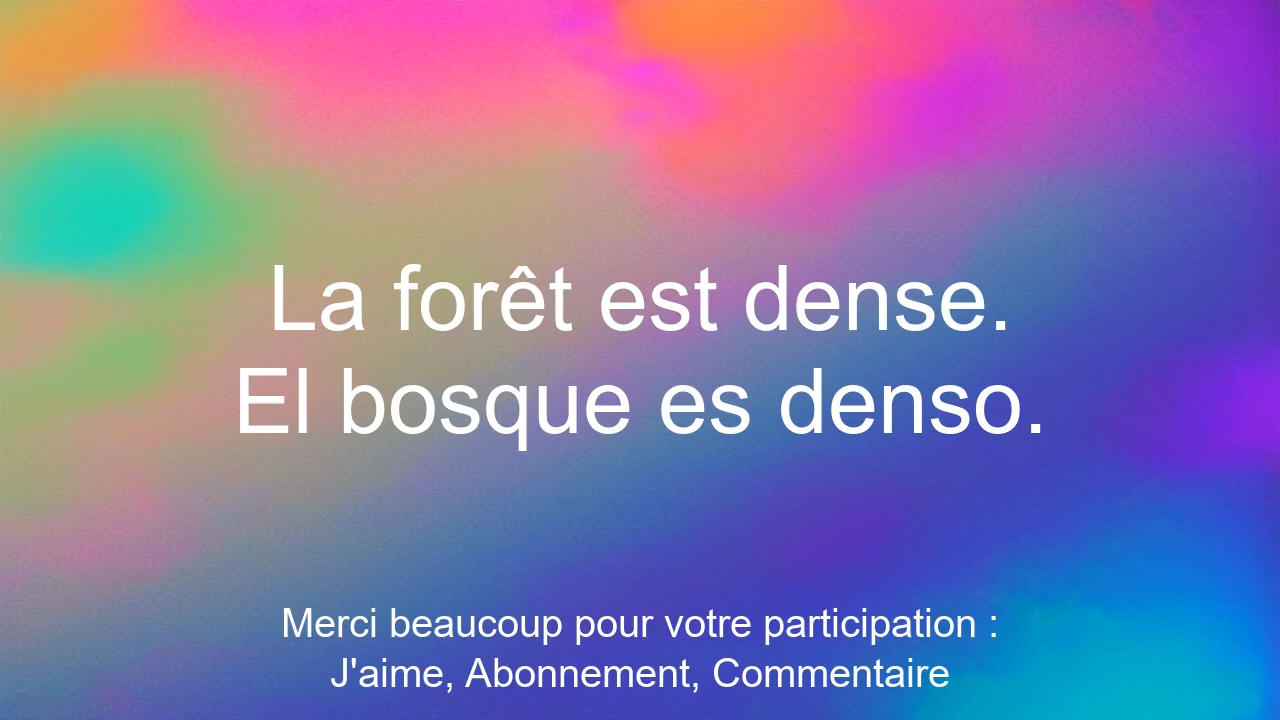 La forêt est dense.
El bosque es denso.
Merci beaucoup pour votre participation :
J'aime, Abonnement, Commentaire